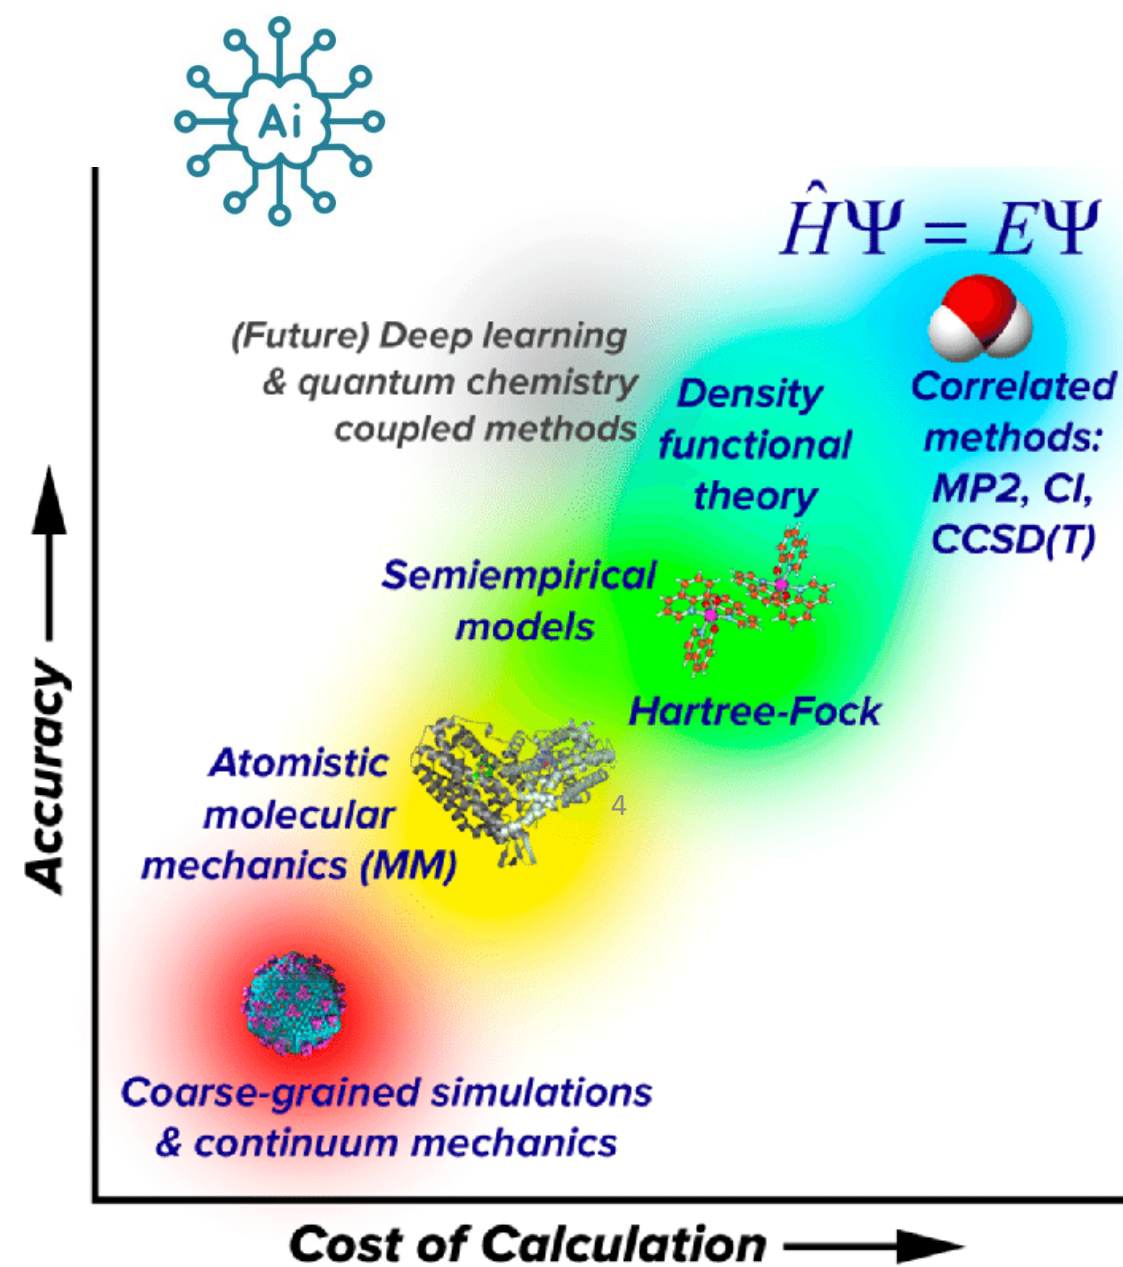 Ai
ĤΨ = EΨ
(Future) Deep learning
& quantum chemistry
coupled methods
Density
functional
theory
Correlated
methods:
MP2, CI,
CCSD(T)
Semiempirical
models
Hartree-Fock
Atomistic
molecular
mechanics (MM)
4
Coarse-grained simulations
& continuum mechanics
Accuracy
Cost of Calculation